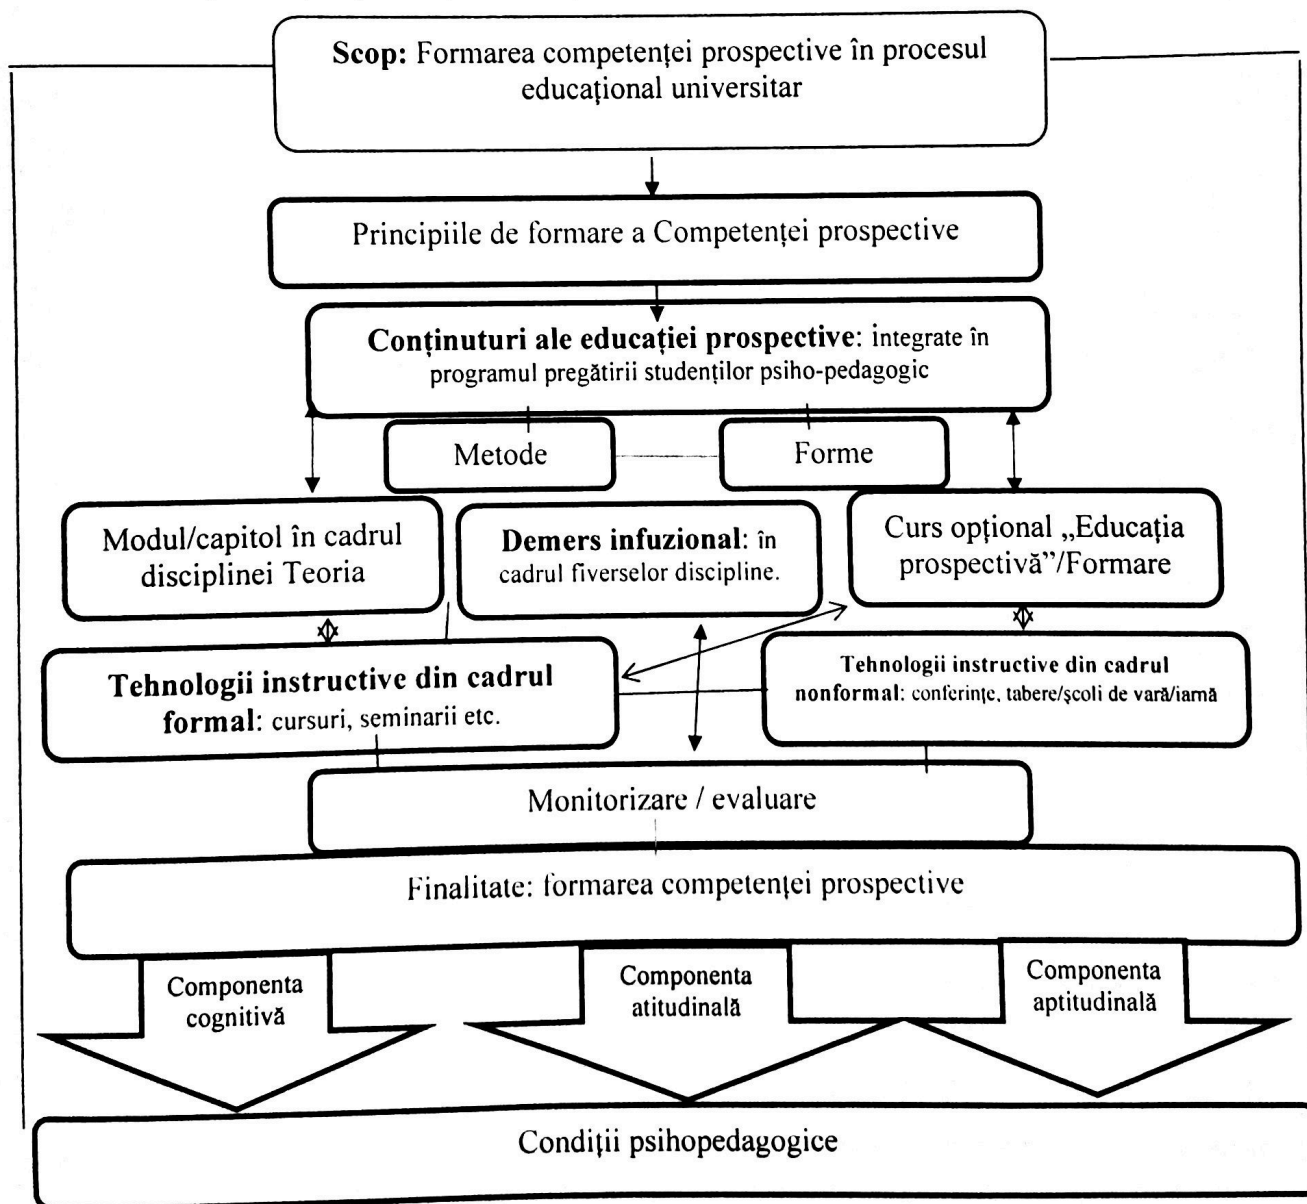 Scop: Formarea competenței prospective în procesul
educațional universitar
Principiile de formare a Competenței prospective
Conținuturi ale educației prospective: integrate în
programul pregătirii studenților psiho-pedagogic
Metode
Forme
Modul/capitol în cadrul
disciplinei Teoria
Demers infuzional: în
cadrul fiverselor discipline.
Curs opțional „Educația
prospectivă”/Formare
Tehnologii instructive din cadrul
formal: cursuri, seminarii etc.
Tehnologii instructive din cadrul
nonformal: conferințe, tabere/școli de vară/iarnă
Monitorizare / evaluare
Finalitate: formarea competenței prospective
Componenta
cognitivă
Componenta
atitudinală
Componenta
aptitudinală
Condiții psihopedagogice